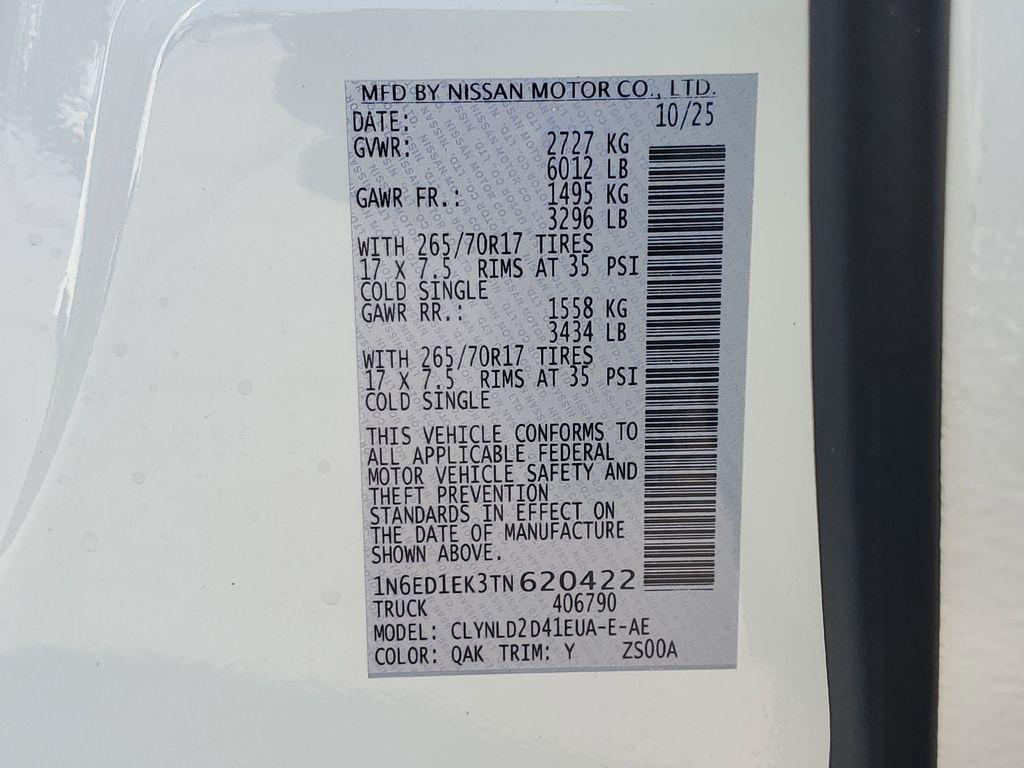 MFD BY NISSAN MOTOR CO., LTD.
DATE: 10/25
GVWR: 2727 KG
6012 LB
GAWR FR.: 1495 KG
3296 LB
WITH 265/70R17 TIRES
17 X 7.5 RIMS AT 35 PSI
COLD SINGLE
GAWR RR.: 1558 KG
3434 LB
WITH 265/70R17 TIRES
17 X 7.5 RIMS AT 35 PSI
COLD SINGLE
THIS VEHICLE CONFORMS TO
ALL APPLICABLE FEDERAL
MOTOR VEHICLE SAFETY AND
THEFT PREVENTION
STANDARDS IN EFFECT ON
THE DATE OF MANUFACTURE
SHOWN ABOVE.
1N6ED1EK3TN620422
TRUCK 406790
MODEL: CLYNLD2D41EUA-E-AE
COLOR: QAK TRIM: Y ZS00A